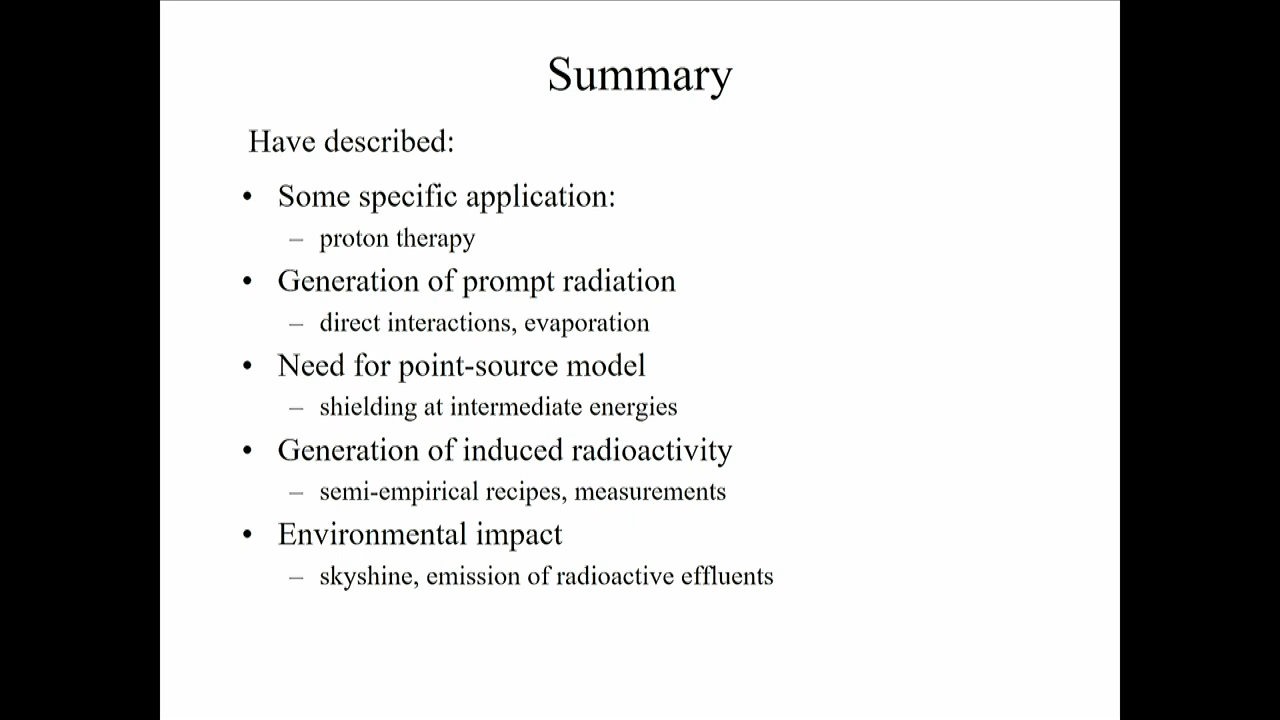 Summary
Have described:
• Some specific application:
– proton therapy
• Generation of prompt radiation
– direct interactions, evaporation
• Need for point-source model
– shielding at intermediate energies
• Generation of induced radioactivity
– semi-empirical recipes, measurements
• Environmental impact
– skyshine, emission of radioactive effluents